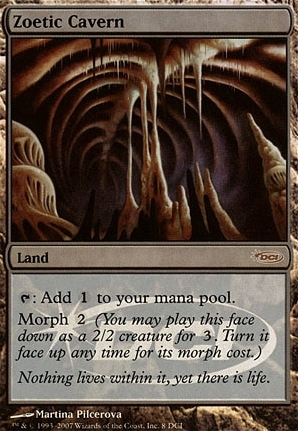 Zoetic Cavern
DCI
Land
: Add 1 to your mana pool.
Morph 2 (You may play this face
down as a 2/2 creature for 3. Turn it
face up any time for its morph cost.)
Nothing lives within it, yet there is life.
Martina Pilcerova
™ & © 1993-2007 Wizards of the Coast, Inc. 8 DCI